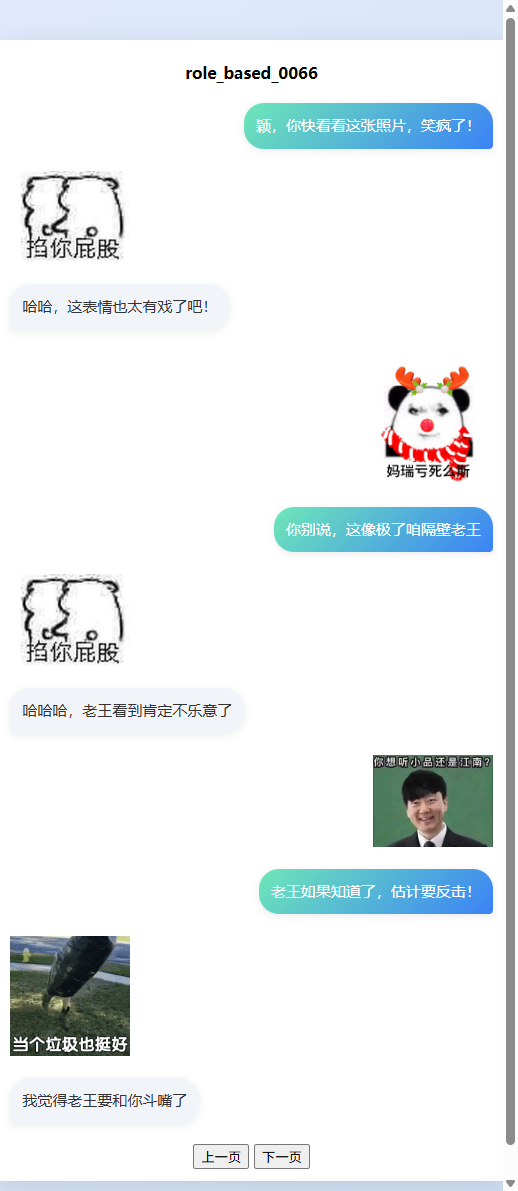 role_based_0066
颖，你快看看这张照片，笑疯了！
掐你屁股
哈哈，这表情也太有戏了吧！
妈瑞亏死么斯
你别说，这像极了咱隔壁老王
掐你屁股
哈哈哈，老王看到肯定不乐意了
你想听小品还是江南？
老王如果知道了，估计要反击！
当个垃圾也挺好
我觉得老王要和你斗嘴了
上一页 下一页